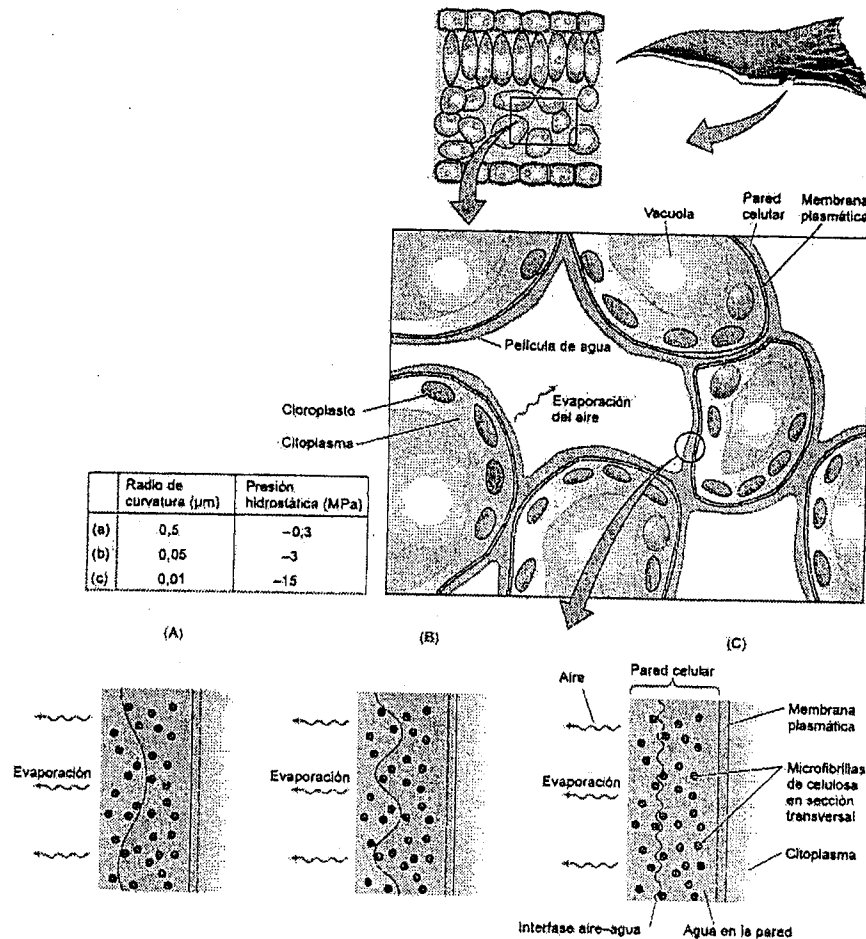 Vacuola
Pared
celular
Membrana
plasmática
Película de agua
Cloroplasto
Citoplasma
Evaporación
del aire
Radio de
curvatura (µm)
Presión
hidrostática (MPa)
(a) 0,5 −0,3
(b) 0,05 −3
(c) 0,01 −15
(A)
(B)
(C)
Aire
Pared celular
Membrana
plasmática
Evaporación
Evaporación
Evaporación
Microfibrillas
de celulosa
en sección
transversal
Citoplasma
Interfase aire–agua
Agua en la pared